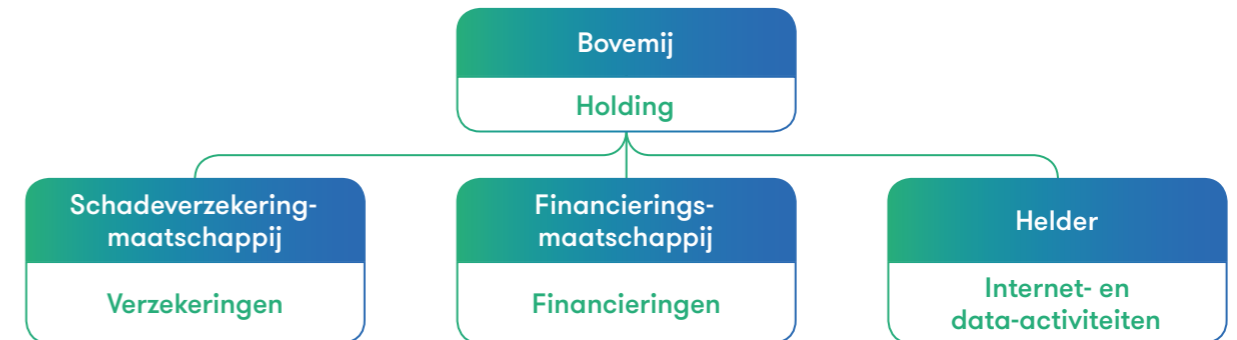 Bovemij
Holding
Schadeverzekering-
maatschappij
Verzekeringen
Financierings-
maatschappij
Financieringen
Helder
Internet- en
data-activiteiten